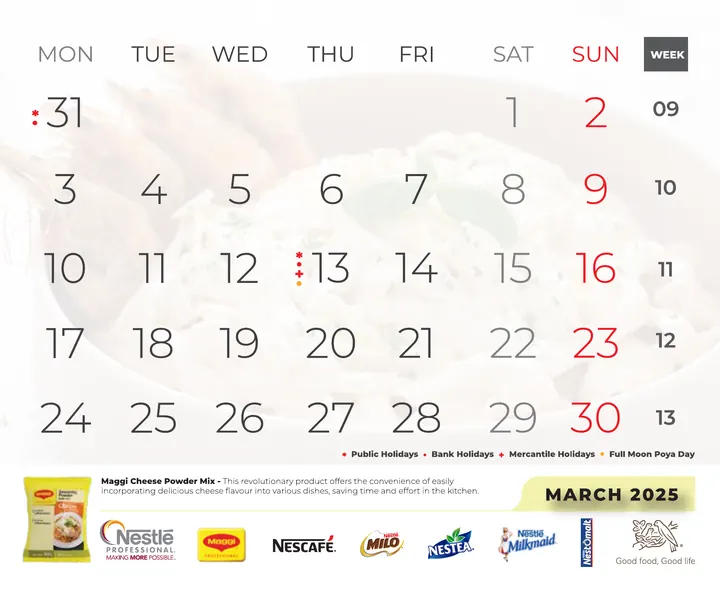 MON TUE WED THU FRI SAT SUN WEEK
* • 31 1 2 09
3 4 5 6 7 8 9 10
10 11 12 * • + • 13 14 15 16 11
17 18 19 20 21 22 23 12
24 25 26 27 28 29 30 13
* Public Holidays • Bank Holidays + Mercantile Holidays • Full Moon Poya Day
Maggi Cheese Powder Mix - This revolutionary product offers the convenience of easily
incorporating delicious cheese flavour into various dishes, saving time and effort in the kitchen.
MARCH 2025
Maggi
Nestlé
PROFESSIONAL.
MAKING MORE POSSIBLE.
Maggi
PROFESSIONAL
NESCAFÉ.
Nestlé
MILO
NESTEA
Nestlé
Milkmaid
NESTOMALT
Good food, Good life